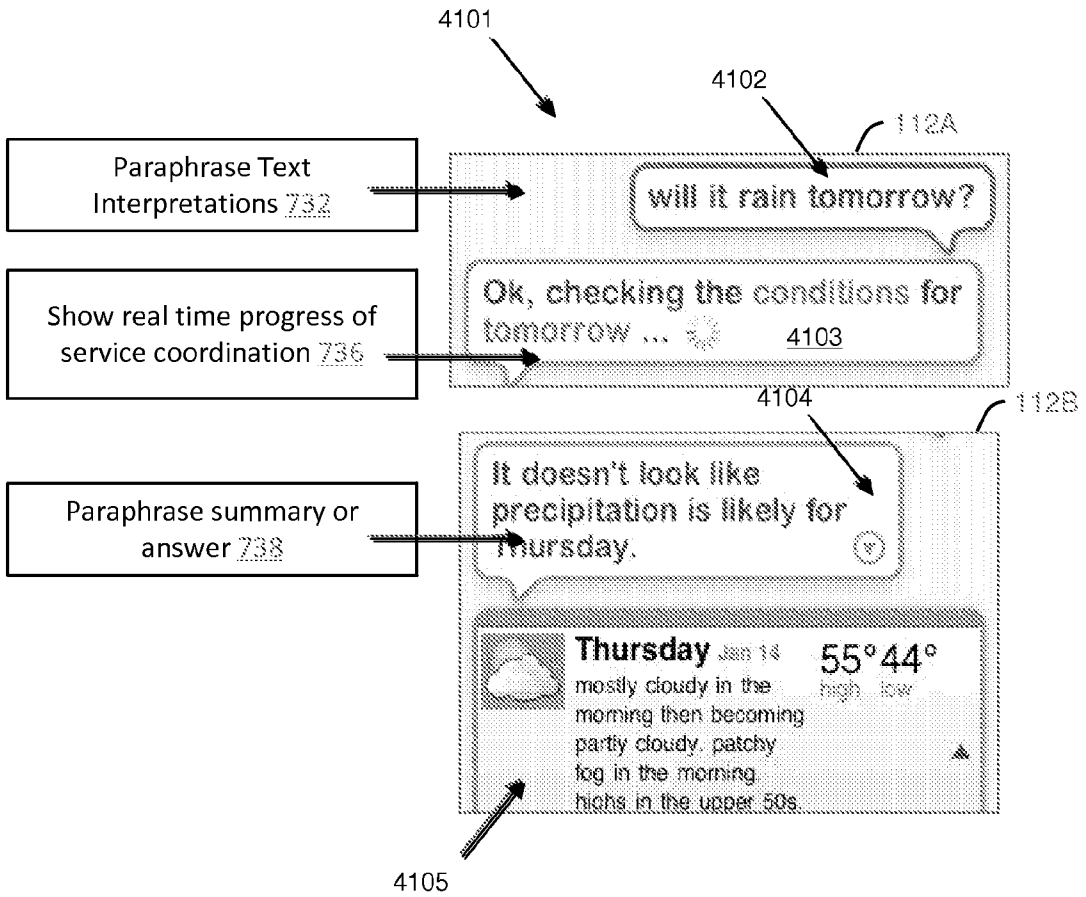 4101
4102
112A
Paraphrase Text
Interpretations 732
will it rain tomorrow?
Show real time progress of
service coordination 736
Ok, checking the conditions for
tomorrow ...
4103
4104
112B
Paraphrase summary or
answer 738
It doesn't look like
precipitation is likely for
Thursday.
Thursday Jan 14
55° 44°
high low
mostly cloudy in the
morning then becoming
partly cloudy. patchy
fog in the morning.
highs in the upper 50s.
4105